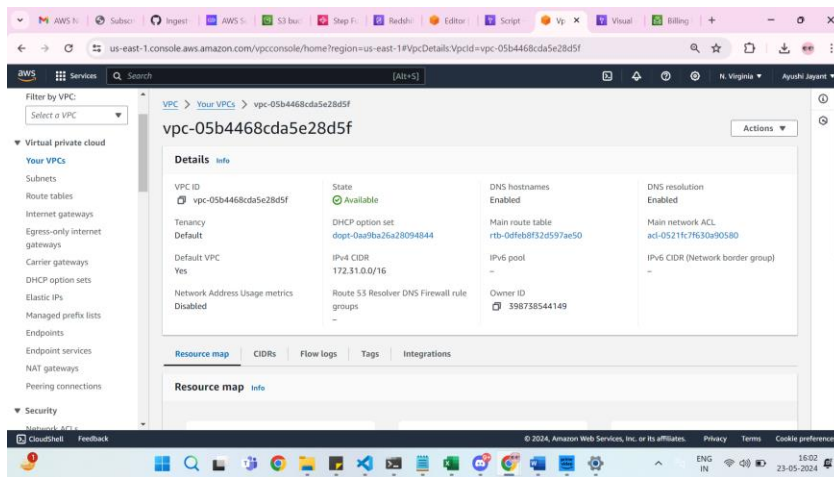 AWS N
Subscr
Ingest
AWS S
S3 buc
Step Fu
Redshi
Editor
Script
Vp
Visual
Billing
us-east-1.console.aws.amazon.com/vpcconsole/home?region=us-east-1#VpcDetails:VpcId=vpc-05b4468cda5e28d5f
aws
Services
Search
[Alt+S]
N. Virginia
Ayushi Jayant
Filter by VPC:
Select a VPC
Virtual private cloud
Your VPCs
Subnets
Route tables
Internet gateways
Egress-only internet
gateways
Carrier gateways
DHCP option sets
Elastic IPs
Managed prefix lists
Endpoints
Endpoint services
NAT gateways
Peering connections
Security
Network ACLs
VPC > Your VPCs > vpc-05b4468cda5e28d5f
vpc-05b4468cda5e28d5f
Actions
Details Info
VPC ID
vpc-05b4468cda5e28d5f
State
Available
DNS hostnames
Enabled
DNS resolution
Enabled
Tenancy
Default
DHCP option set
dopt-0aa9ba26a28094844
Main route table
rtb-0dfeb8f32d597ae50
Main network ACL
acl-0521fc7f630a90580
Default VPC
Yes
IPv4 CIDR
172.31.0.0/16
IPv6 pool
–
IPv6 CIDR (Network border group)
–
Network Address Usage metrics
Disabled
Route 53 Resolver DNS Firewall rule
groups
–
Owner ID
398738544149
Resource map
CIDRs
Flow logs
Tags
Integrations
Resource map Info
CloudShell
Feedback
© 2024, Amazon Web Services, Inc. or its affiliates.
Privacy
Terms
Cookie preference
ENG
IN
16:02
23-05-2024